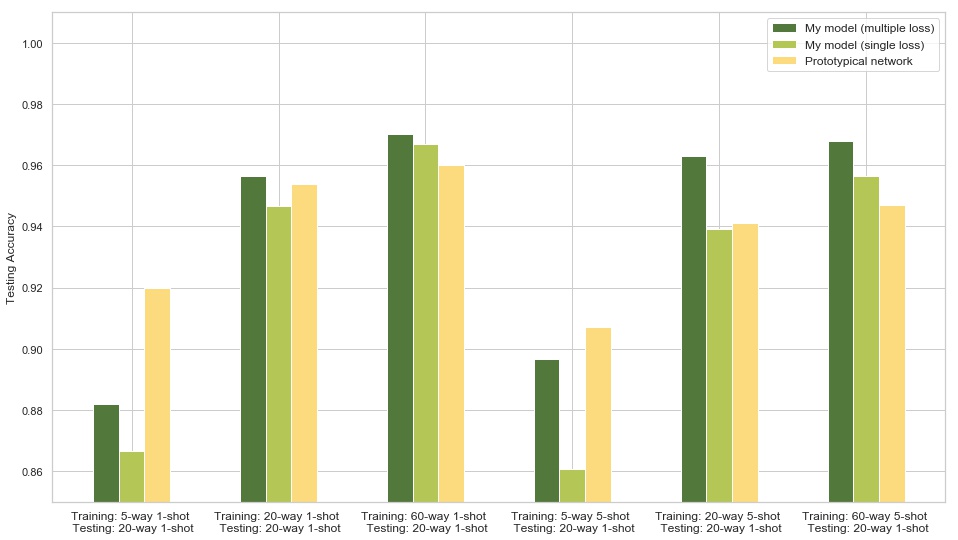 1.00
0.98
0.96
0.94
0.92
0.90
0.88
0.86
Testing Accuracy
My model (multiple loss)
My model (single loss)
Prototypical network
Training: 5-way 1-shot
Testing: 20-way 1-shot
Training: 20-way 1-shot
Testing: 20-way 1-shot
Training: 60-way 1-shot
Testing: 20-way 1-shot
Training: 5-way 5-shot
Testing: 20-way 1-shot
Training: 20-way 5-shot
Testing: 20-way 1-shot
Training: 60-way 5-shot
Testing: 20-way 1-shot